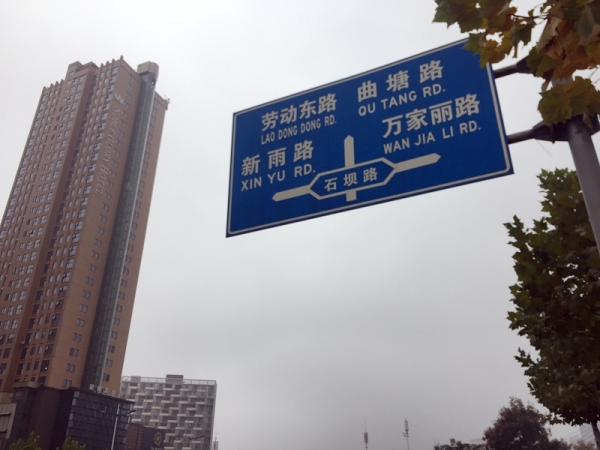 劳动东路
LAO DONG DONG RD.
曲塘路
QU TANG RD.
新雨路
XIN YU RD.
万家丽路
WAN JIA LI RD.
石坝路